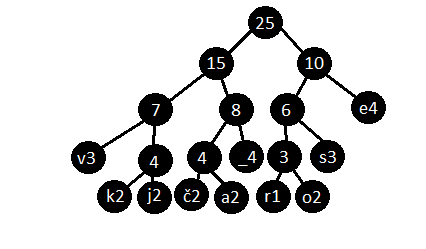 25
15 10
7 8 6 e4
v3 4 4 _4 3 s3
k2 j2 č2 a2 r1 o2